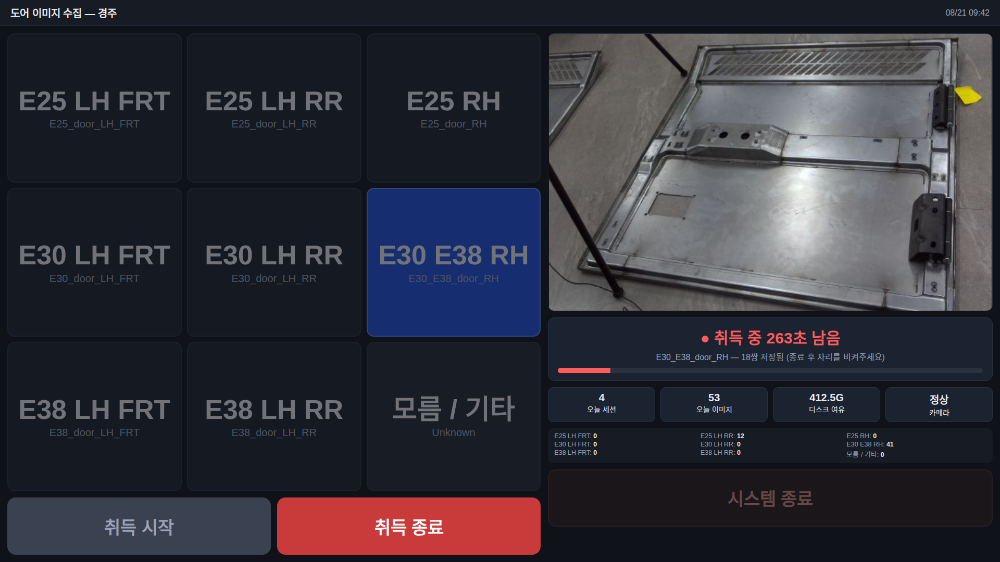 도어 이미지 수집 — 경주
08/21 09:42
E25 LH FRT
E25_door_LH_FRT
E25 LH RR
E25_door_LH_RR
E25 RH
E25_door_RH
E30 LH FRT
E30_door_LH_FRT
E30 LH RR
E30_door_LH_RR
E30 E38 RH
E30_E38_door_RH
E38 LH FRT
E38_door_LH_FRT
E38 LH RR
E38_door_LH_RR
모름 / 기타
Unknown
취득 시작
취득 종료
● 취득 중 263초 남음
E30_E38_door_RH — 18쌍 저장됨 (종료 후 자리를 비켜주세요)
4
오늘 세션
53
오늘 이미지
412.5G
디스크 여유
정상
카메라
E25 LH FRT: 0
E25 LH RR: 12
E25 RH: 0
E30 LH FRT: 0
E30 LH RR: 0
E30 E38 RH: 41
E38 LH FRT: 0
E38 LH RR: 0
모름 / 기타: 0
시스템 종료